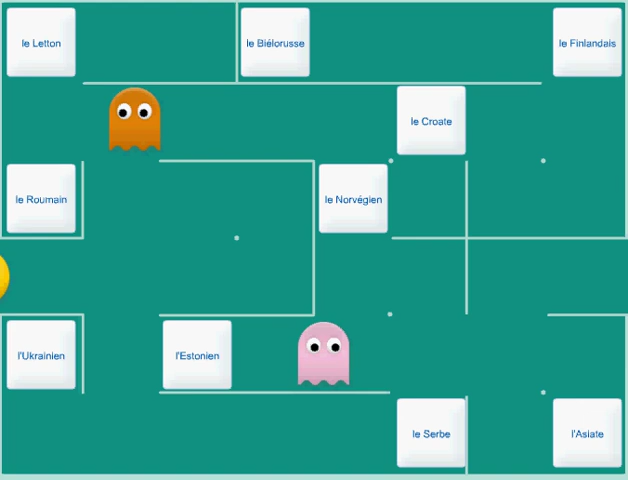 le Letton
le Biélorusse
le Finlandais
le Croate
le Roumain
le Norvégien
l'Ukrainien
l'Estonien
le Serbe
l'Asiate